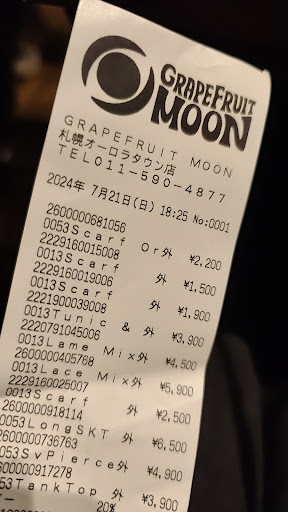 GRAPEFRUIT
MOON
GRAPEFRUIT MOON
札幌オーロラタウン店
TEL011-590-4877
2024年 7月21日(日) 18:25 No:0001
2600000681056
0053Scarf Or外 ¥2,200
2229160015008
0013Scarf 外 ¥1,500
2229160019006
0013Scarf 外 ¥1,900
2221900039008
0013Tunic & 外 ¥3,900
2220791045006
0013Lame Mix外 ¥4,500
2600000405768
0013Lace Mix外 ¥5,900
2229160025007
0013Scarf 外 ¥2,500
2600000918114
0053LongSKT 外 ¥6,500
2600000736763
0053SvPierce外 ¥4,900
600000917278
053TankTop 外 ¥3,900
20%